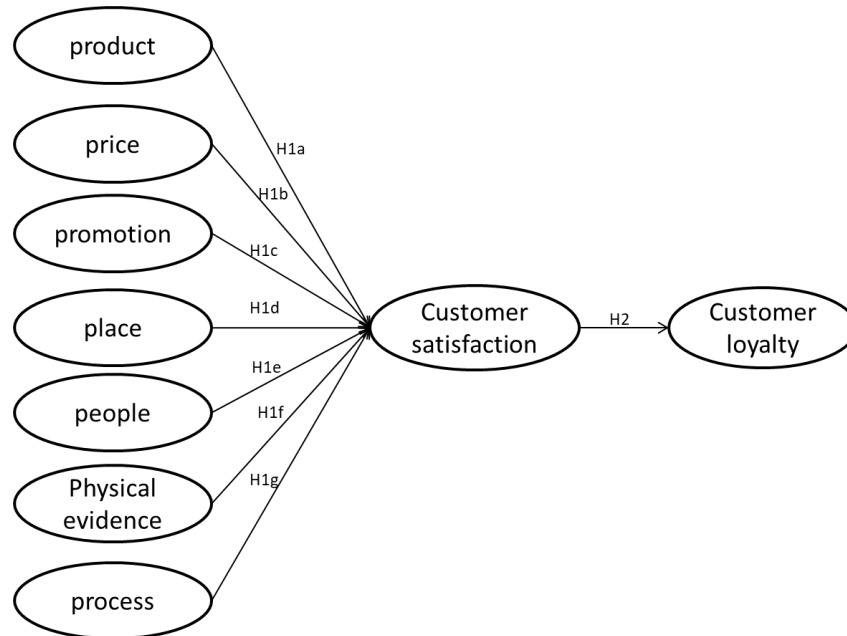 product
price
promotion
place
people
Physical
evidence
process
H1a
H1b
H1c
H1d
H1e
H1f
H1g
Customer
satisfaction
H2
Customer
loyalty